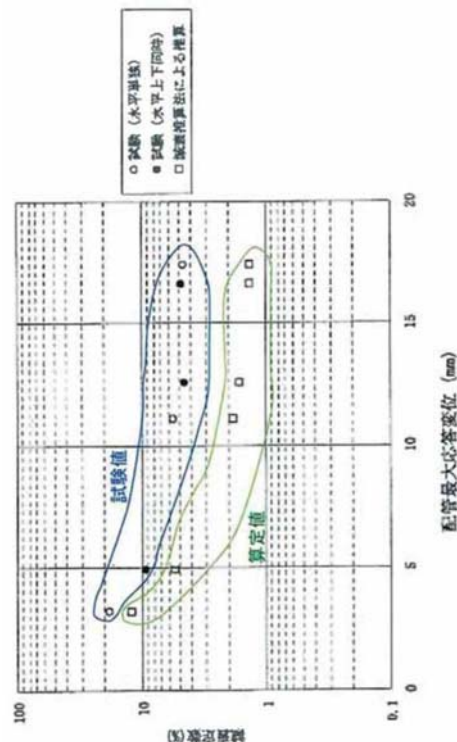 ○ 試験 (水平単独)
● 試験 (水平上下同時)
□ 減衰推算法による推算
100
10
1
0.1
減衰定数(%)
試験値
算定値
0
5
10
15
20
配管最大応答変位 (mm)